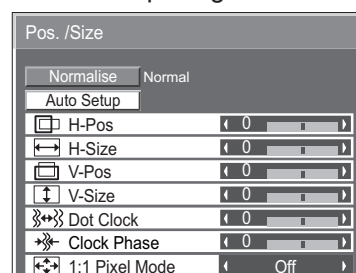 Pos. /Size
Normalise Normal
Auto Setup
H-Pos 0
H-Size 0
V-Pos 0
V-Size 0
Dot Clock 0
Clock Phase 0
1:1 Pixel Mode Off